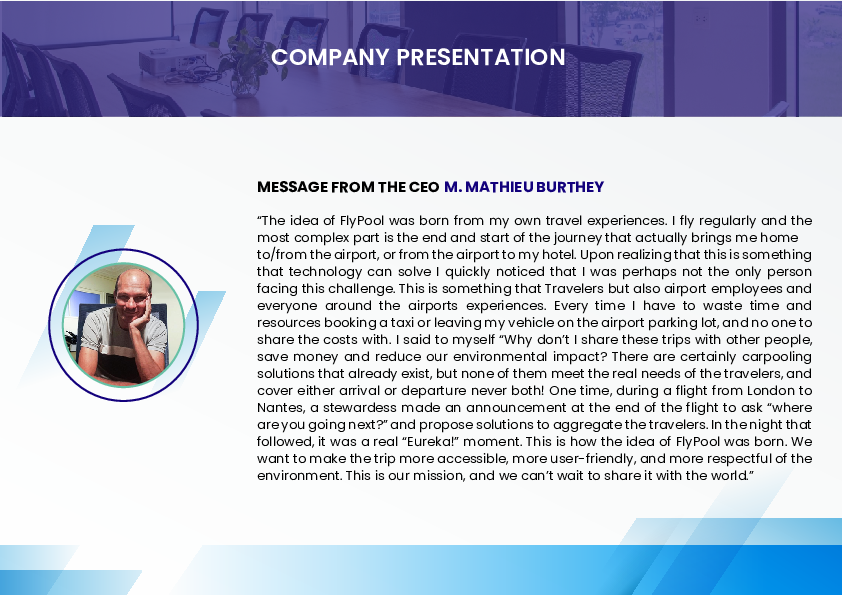 COMPANY PRESENTATION
MESSAGE FROM THE CEO M. MATHIEU BURTHEY
“The idea of FlyPool was born from my own travel experiences. I fly regularly and the
most complex part is the end and start of the journey that actually brings me home
to/from the airport, or from the airport to my hotel. Upon realizing that this is something
that technology can solve I quickly noticed that I was perhaps not the only person
facing this challenge. This is something that Travelers but also airport employees and
everyone around the airports experiences. Every time I have to waste time and
resources booking a taxi or leaving my vehicle on the airport parking lot, and no one to
share the costs with. I said to myself “Why don’t I share these trips with other people,
save money and reduce our environmental impact? There are certainly carpooling
solutions that already exist, but none of them meet the real needs of the travelers, and
cover either arrival or departure never both! One time, during a flight from London to
Nantes, a stewardess made an announcement at the end of the flight to ask “where
are you going next?” and propose solutions to aggregate the travelers. In the night that
followed, it was a real “Eureka!” moment. This is how the idea of FlyPool was born. We
want to make the trip more accessible, more user-friendly, and more respectful of the
environment. This is our mission, and we can’t wait to share it with the world.”